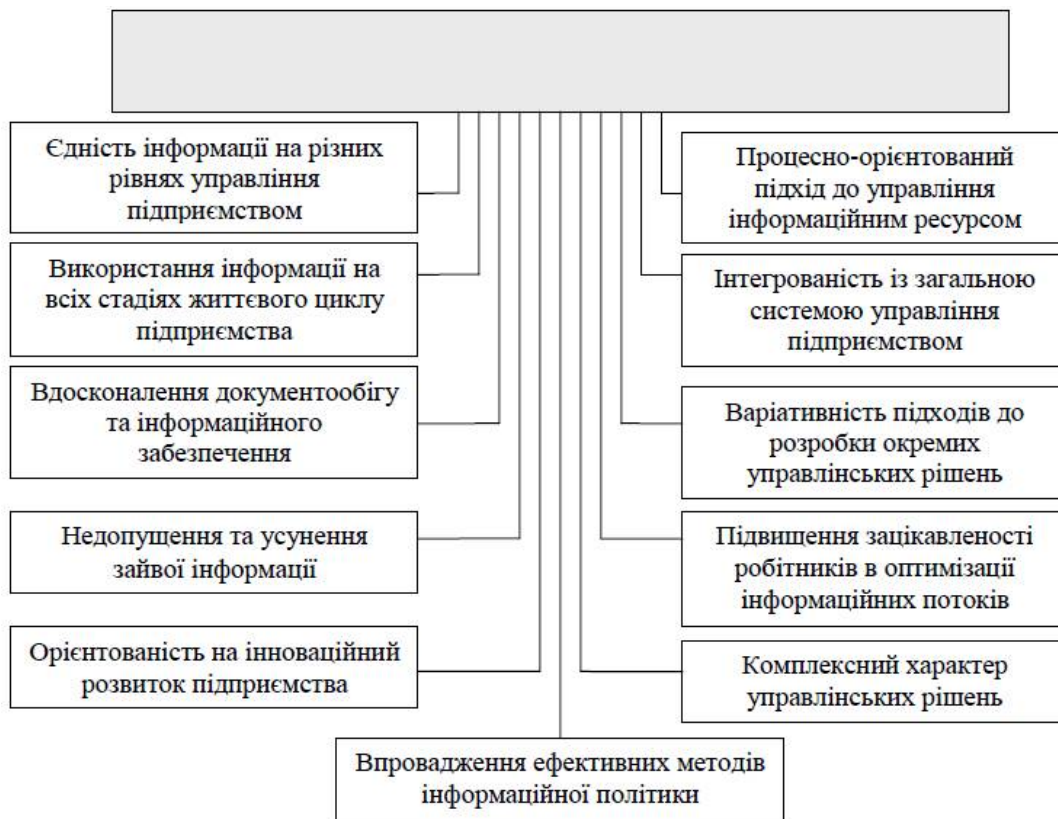 Єдність інформації на різних
рівнях управління
підприємством
Використання інформації на
всіх стадіях життєвого циклу
підприємства
Вдосконалення документообігу
та інформаційного
забезпечення
Недопущення та усунення
зайвої інформації
Орієнтованість на інноваційний
розвиток підприємства
Процесно-орієнтований
підхід до управління
інформаційним ресурсом
Інтегрованість із загальною
системою управління
підприємством
Варіативність підходів до
розробки окремих
управлінських рішень
Підвищення зацікавленості
робітників в оптимізації
інформаційних потоків
Комплексний характер
управлінських рішень
Впровадження ефективних методів
інформаційної політики